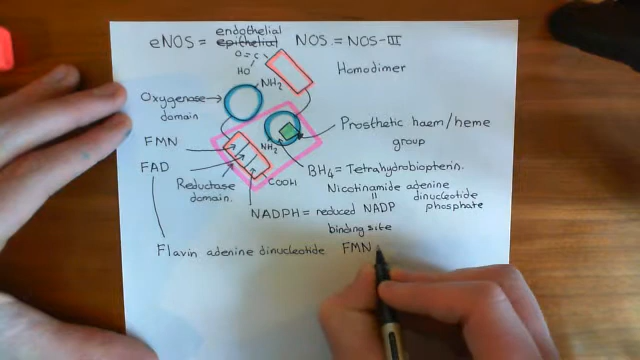 eNOS = epithelial endothelial NOS = NOS-III
O=C
HO
NH2
Homodimer
Oxygenase domain
Prosthetic haem/heme group
FMN
NH2
FAD
BH4 = Tetrahydrobiopterin.
COOH
Reductase domain.
Nicotinamide adenine dinucleotide phosphate
NADPH = reduced NADP
binding site
Flavin adenine dinucleotide FMN